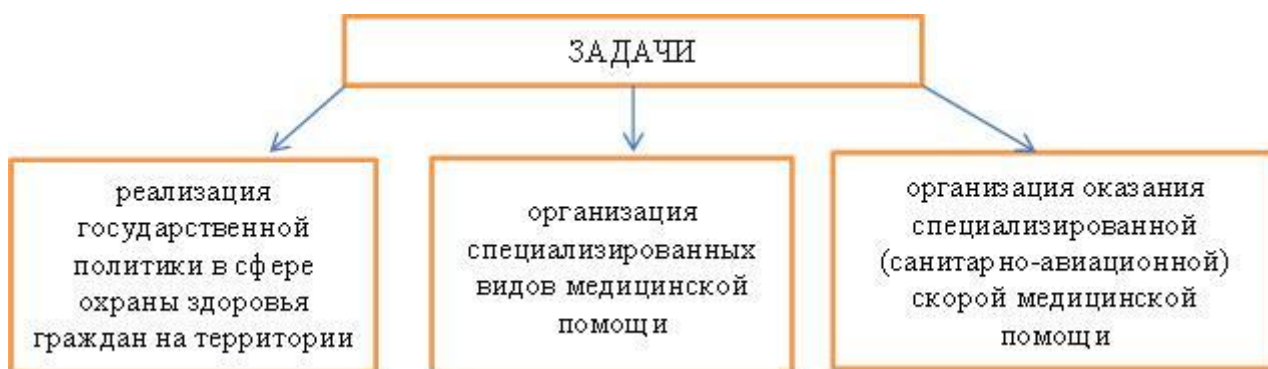 ЗАДАЧИ
реализация
государственной
политики в сфере
охраны здоровья
граждан на территории
организация
специализированных
видов медицинской
помощи
организация оказания
специализированной
(санитарно-авиационной)
скорой медицинской
помощи